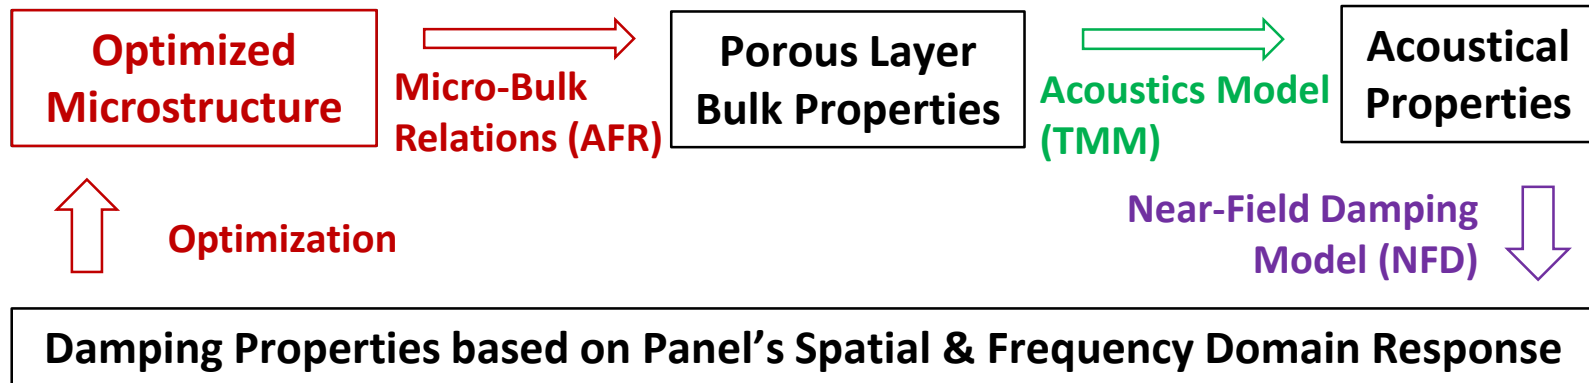 Optimized
Microstructure
Micro-Bulk
Relations (AFR)
Porous Layer
Bulk Properties
Acoustics Model
(TMM)
Acoustical
Properties
Optimization
Near-Field Damping
Model (NFD)
Damping Properties based on Panel’s Spatial & Frequency Domain Response